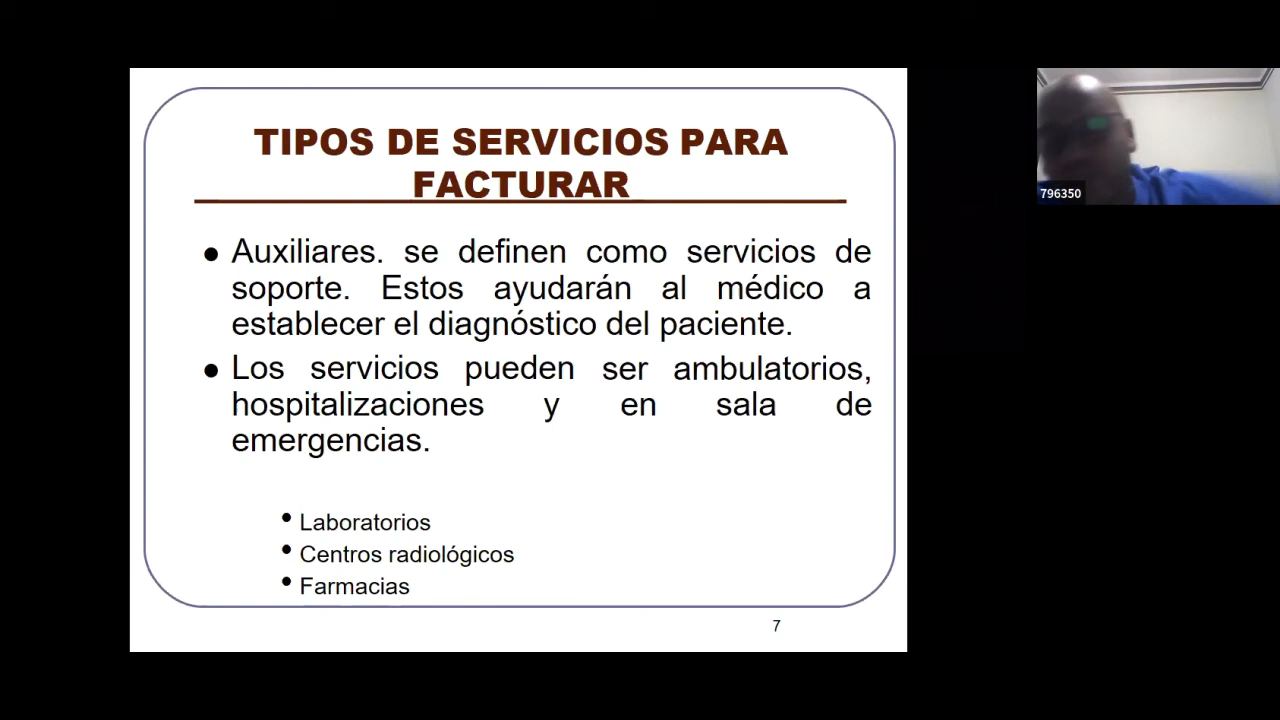 TIPOS DE SERVICIOS PARA
FACTURAR
• Auxiliares. se definen como servicios de
soporte. Estos ayudarán al médico a
establecer el diagnóstico del paciente.
• Los servicios pueden ser ambulatorios,
hospitalizaciones y en sala de
emergencias.
• Laboratorios
• Centros radiológicos
• Farmacias
7
796350